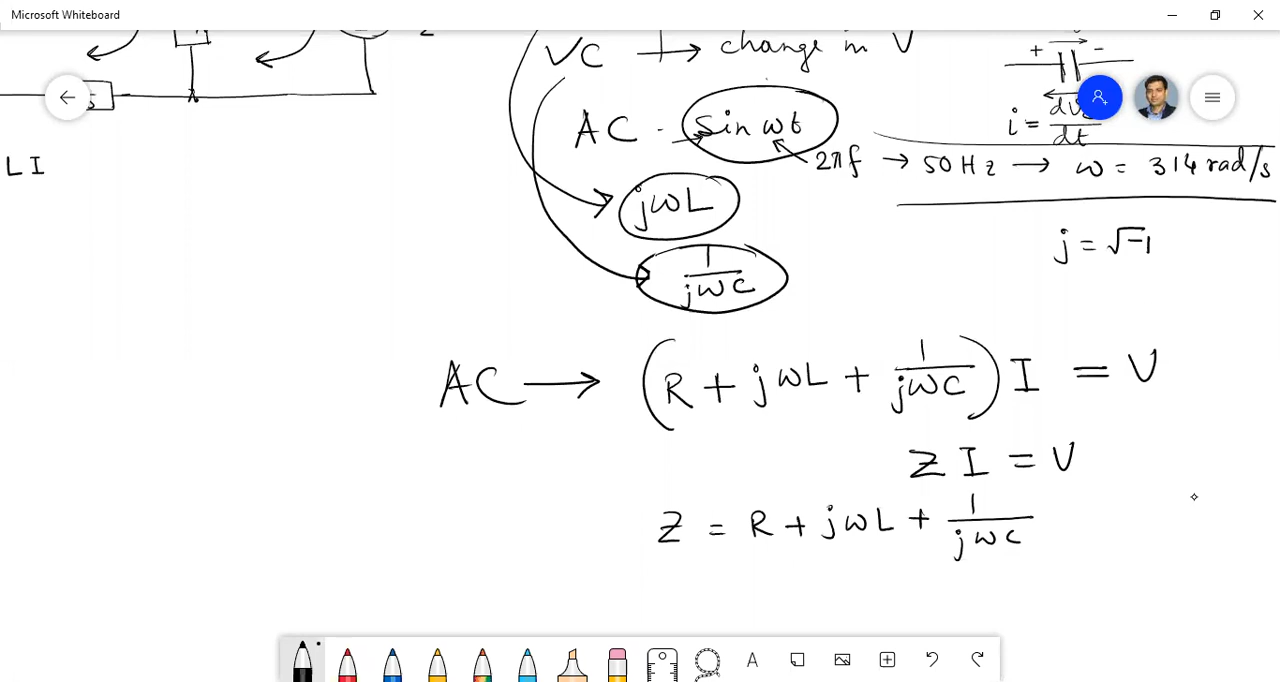 Microsoft Whiteboard
VC → change in V
+ -
AC - sin ωt
i = dv/dt
2πf → 50 Hz → ω = 314 rad/s
L I
jωL
j = √-1
1/jωC
AC → (R + jωL + 1/jωC) I = V
Z I = V
Z = R + jωL + 1/jωC
A